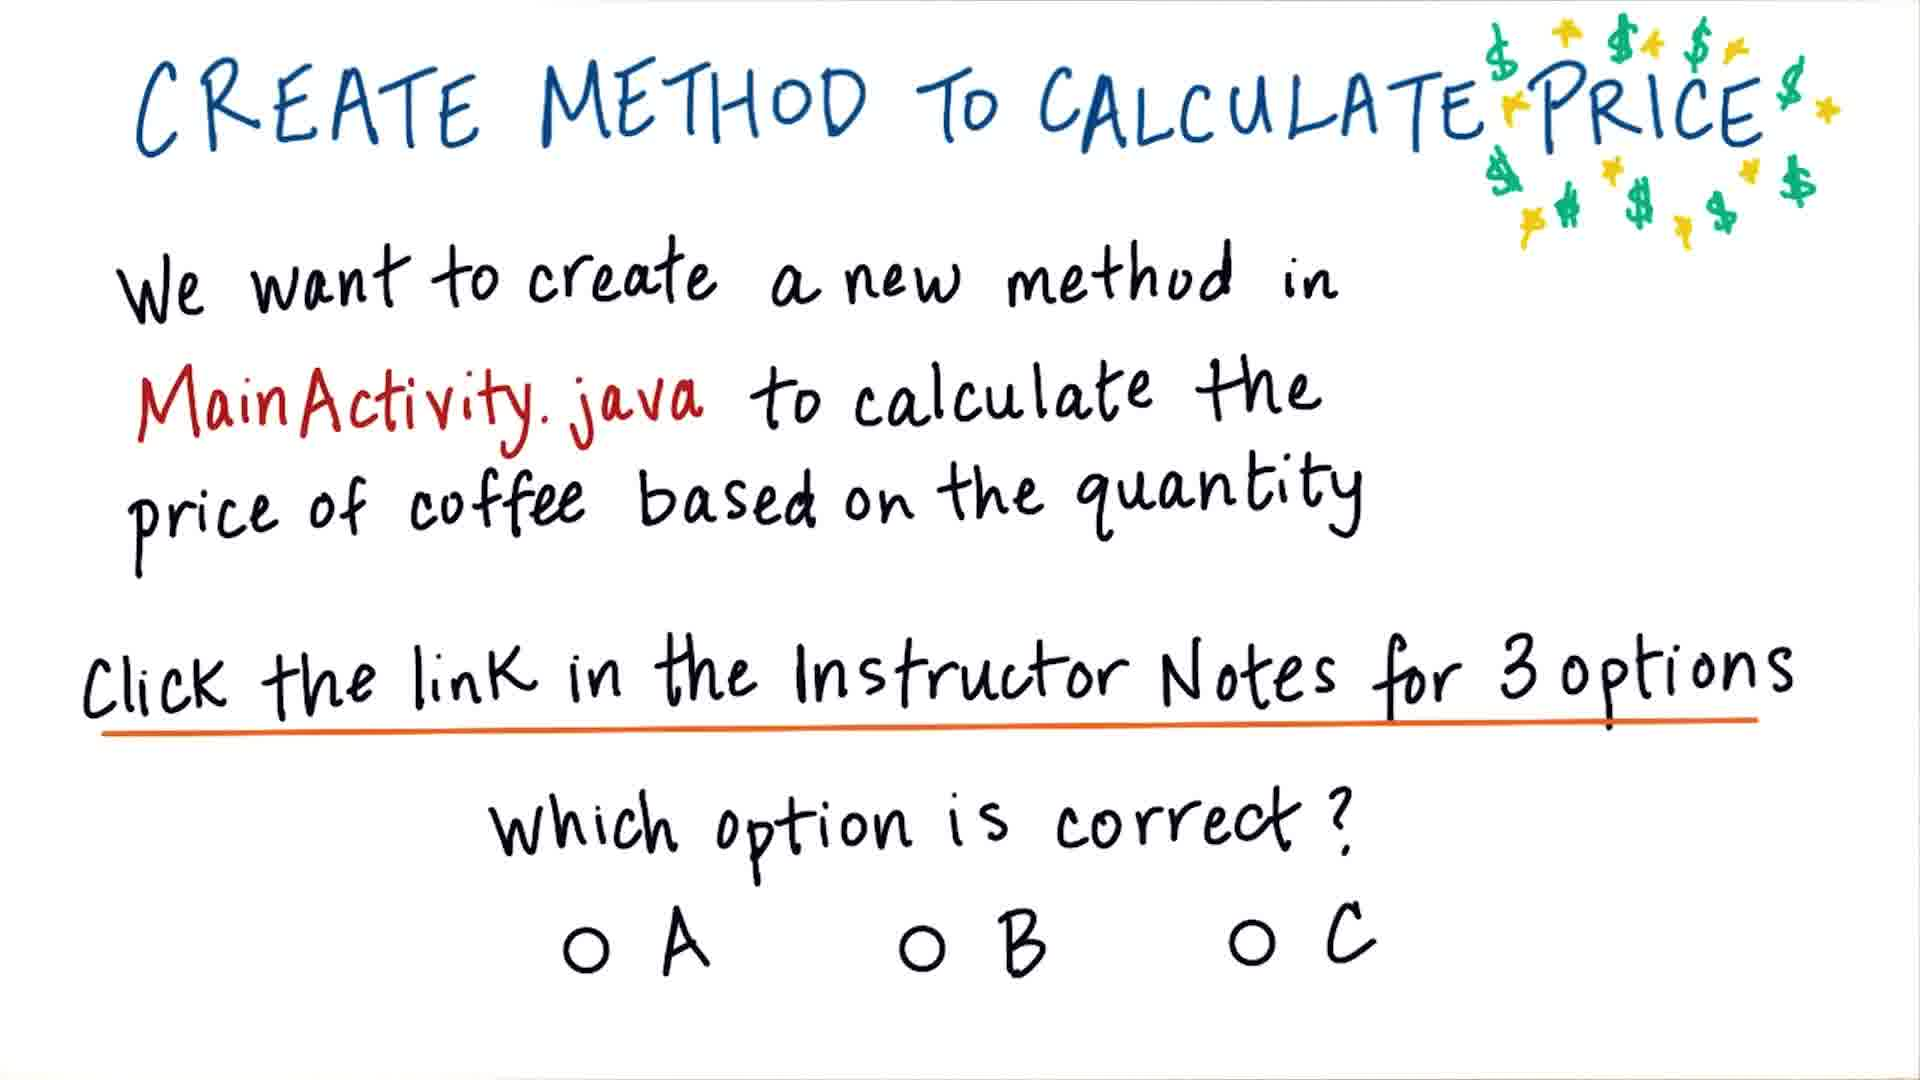 CREATE METHOD TO CALCULATE PRICE
We want to create a new method in
MainActivity.java to calculate the
price of coffee based on the quantity
Click the link in the Instructor Notes for 3 options
Which option is correct?
A B C